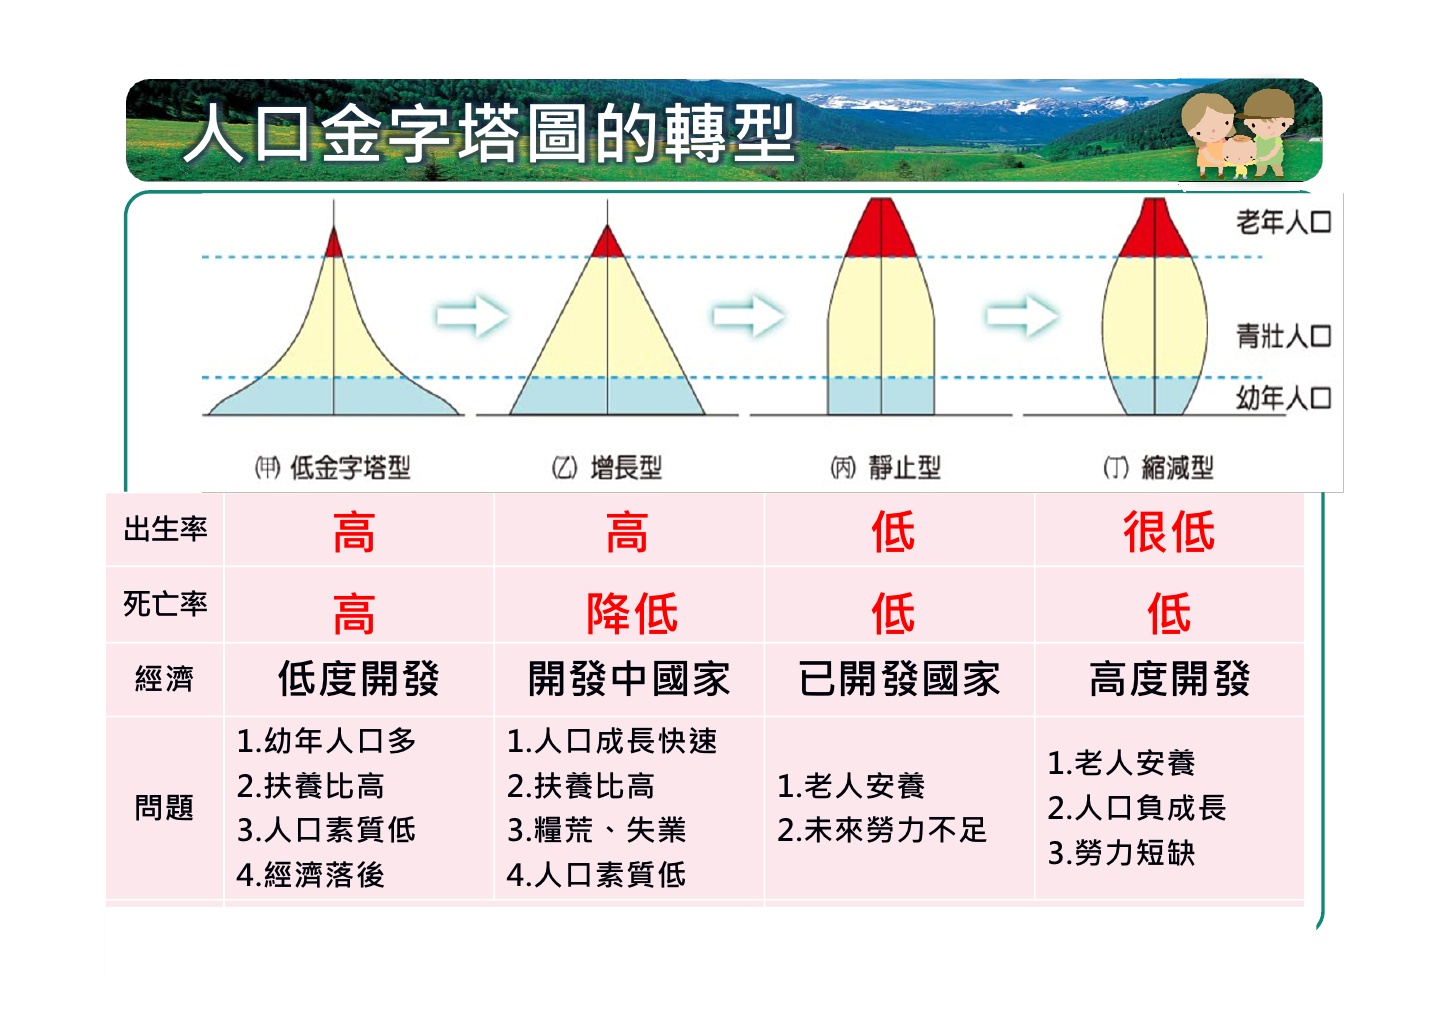 人口金字塔圖的轉型
老年人口
青壯人口
幼年人口
㈙ 低金字塔型
(乙) 增長型
(丙) 靜止型
(丁) 縮減型
出生率 高 高 低 很低
死亡率 高 降低 低 低
經濟 低度開發 開發中國家 已開發國家 高度開發
問題
1.幼年人口多
2.扶養比高
3.人口素質低
4.經濟落後
1.人口成長快速
2.扶養比高
3.糧荒、失業
4.人口素質低
1.老人安養
2.未來勞力不足
1.老人安養
2.人口負成長
3.勞力短缺